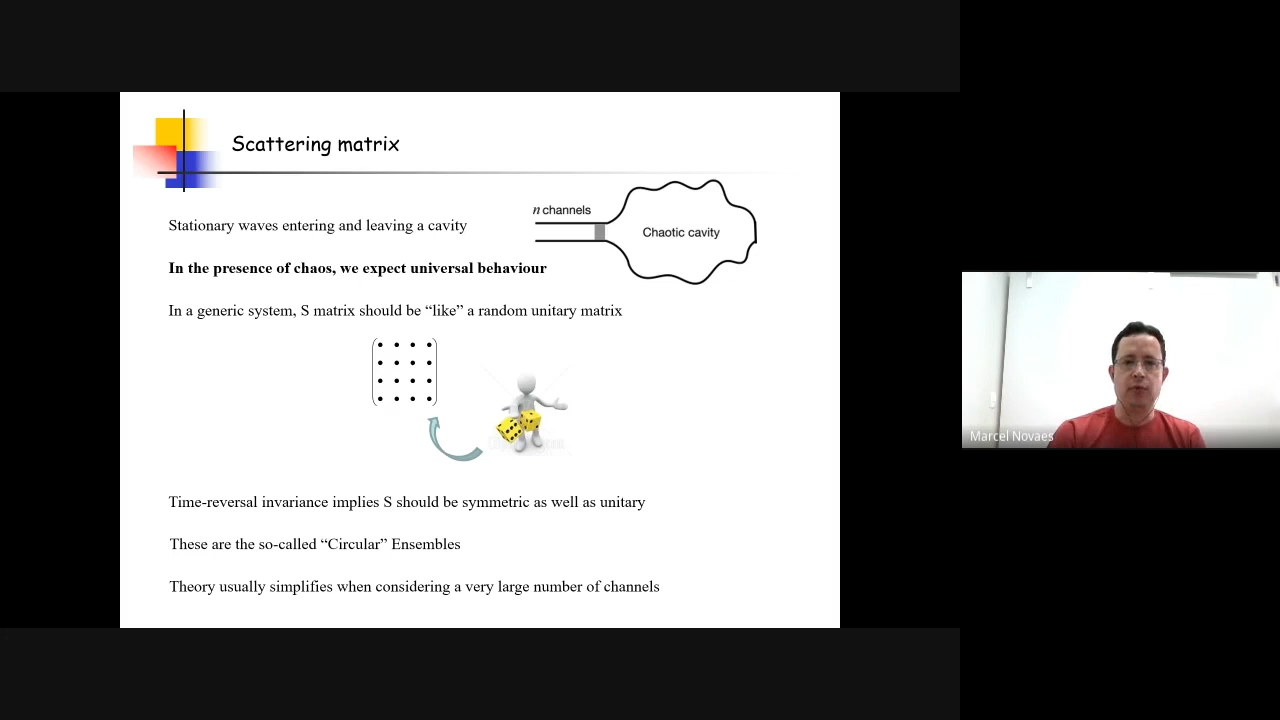 Scattering matrix
Stationary waves entering and leaving a cavity
n channels
Chaotic cavity
In the presence of chaos, we expect universal behaviour
In a generic system, S matrix should be “like” a random unitary matrix
Time-reversal invariance implies S should be symmetric as well as unitary
These are the so-called “Circular” Ensembles
Theory usually simplifies when considering a very large number of channels
Marcel Novaes